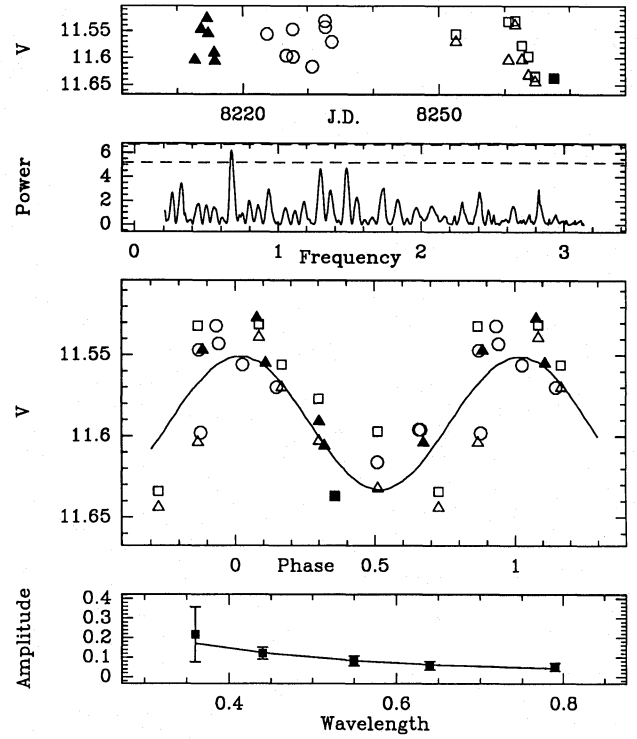 V
11.55
11.6
11.65
8220 J.D. 8250
Power
6
4
2
0
0 1 2 3
Frequency
V
11.55
11.6
11.65
0 Phase 0.5 1
Amplitude
0.4
0.3
0.2
0.1
0
0.4 0.6 0.8
Wavelength